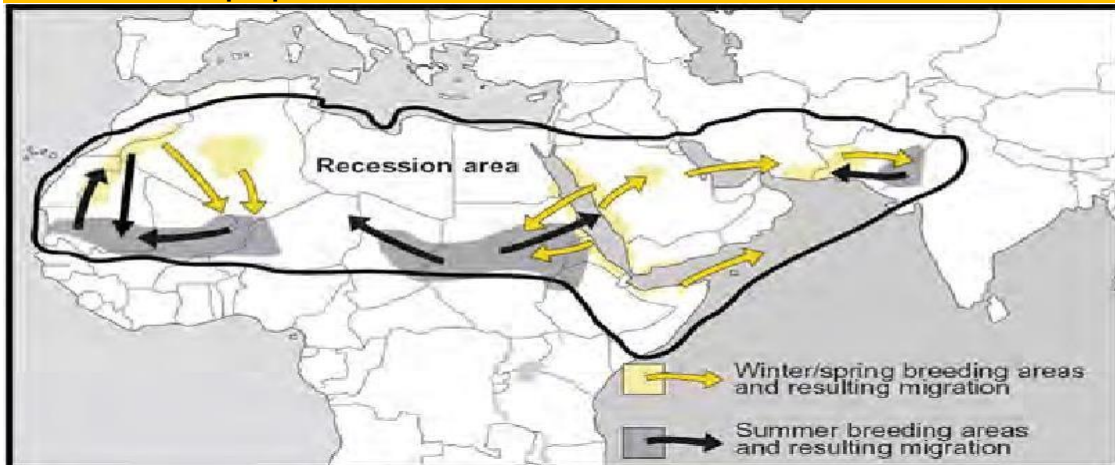 Recession area
Winter/spring breeding areas
and resulting migration
Summer breeding areas
and resulting migration